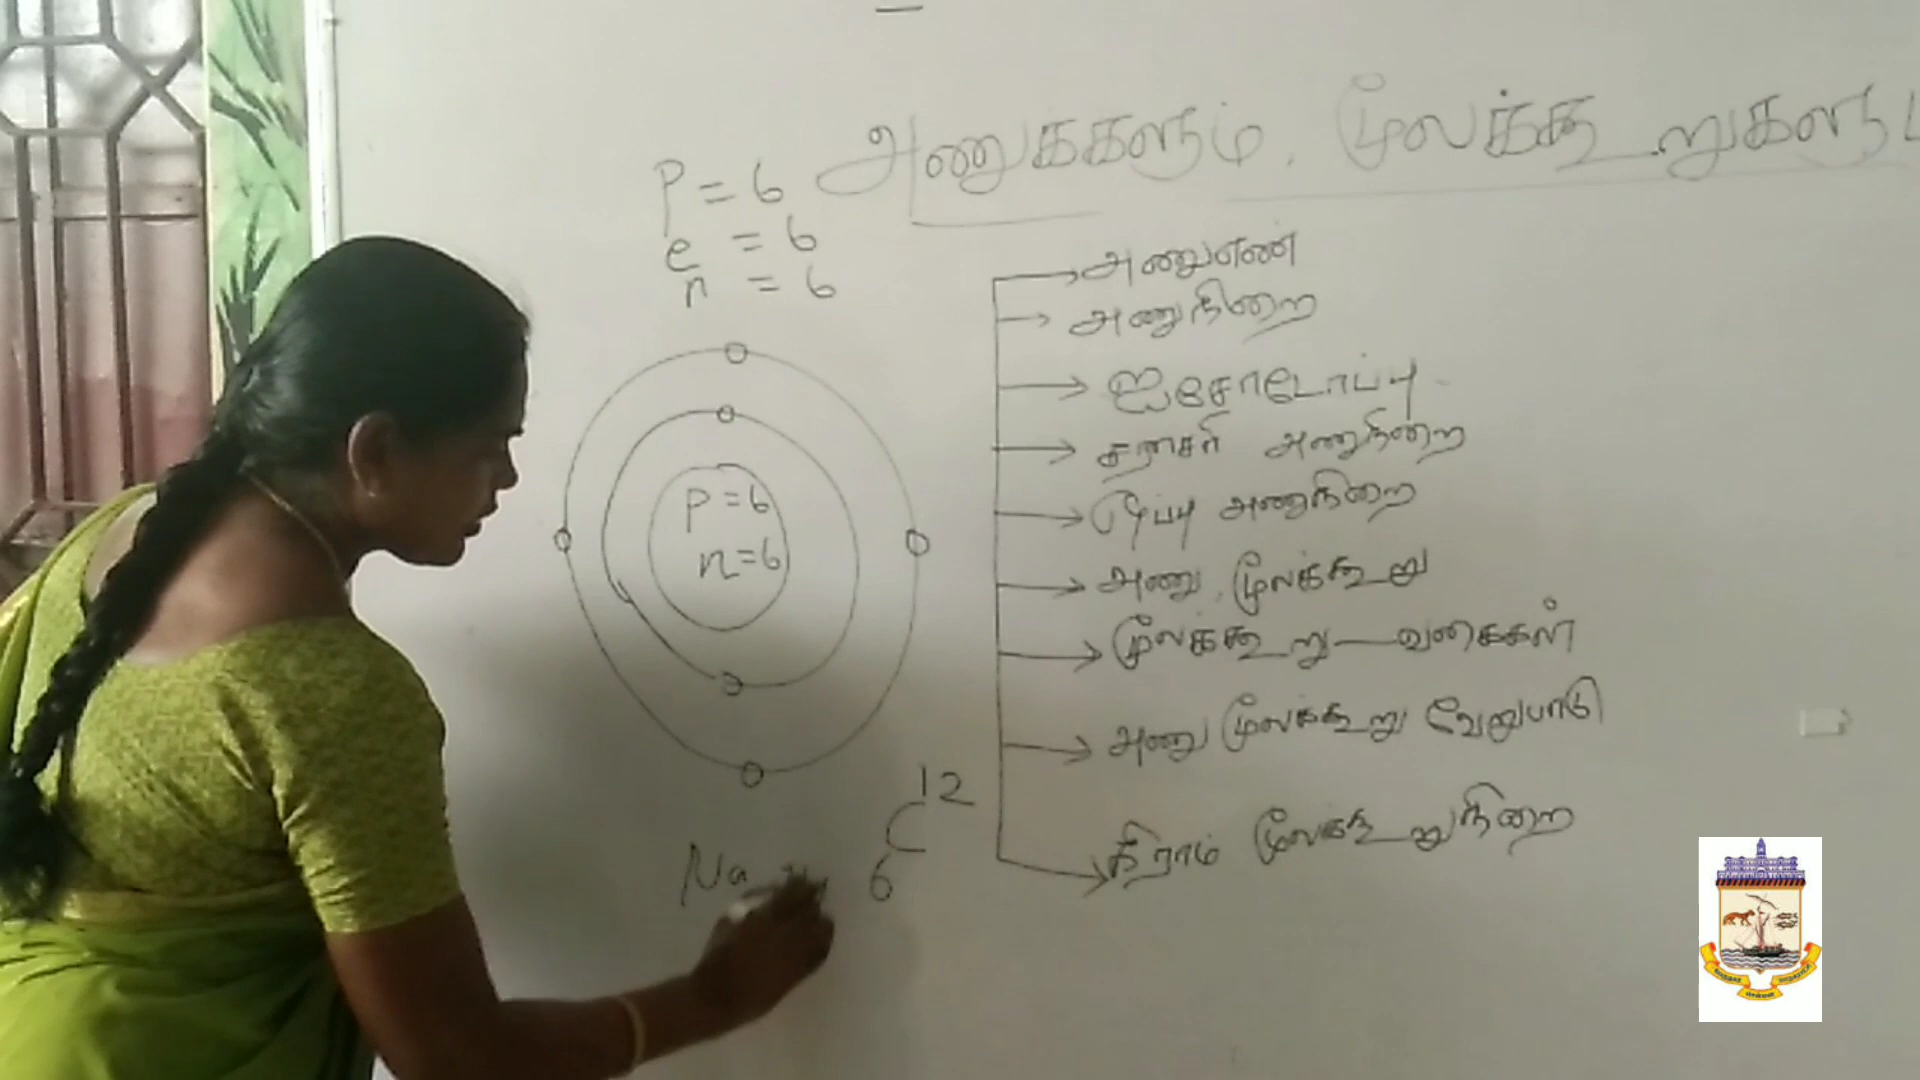 அணுக்களும் மூலக்கூறுகளும்
P = 6
e = 6
n = 6
P = 6
n = 6
அணுஎண்
அணுநிறை
ஐசோடோப்பு
சராசரி அணுநிறை
ஒப்பு அணுநிறை
அணு, மூலக்கூறு
மூலக்கூறு — வகைகள்
அணு மூலக்கூறு வேறுபாடு
கிராம் மூலக்கூறுநிறை
12
C
6
Na